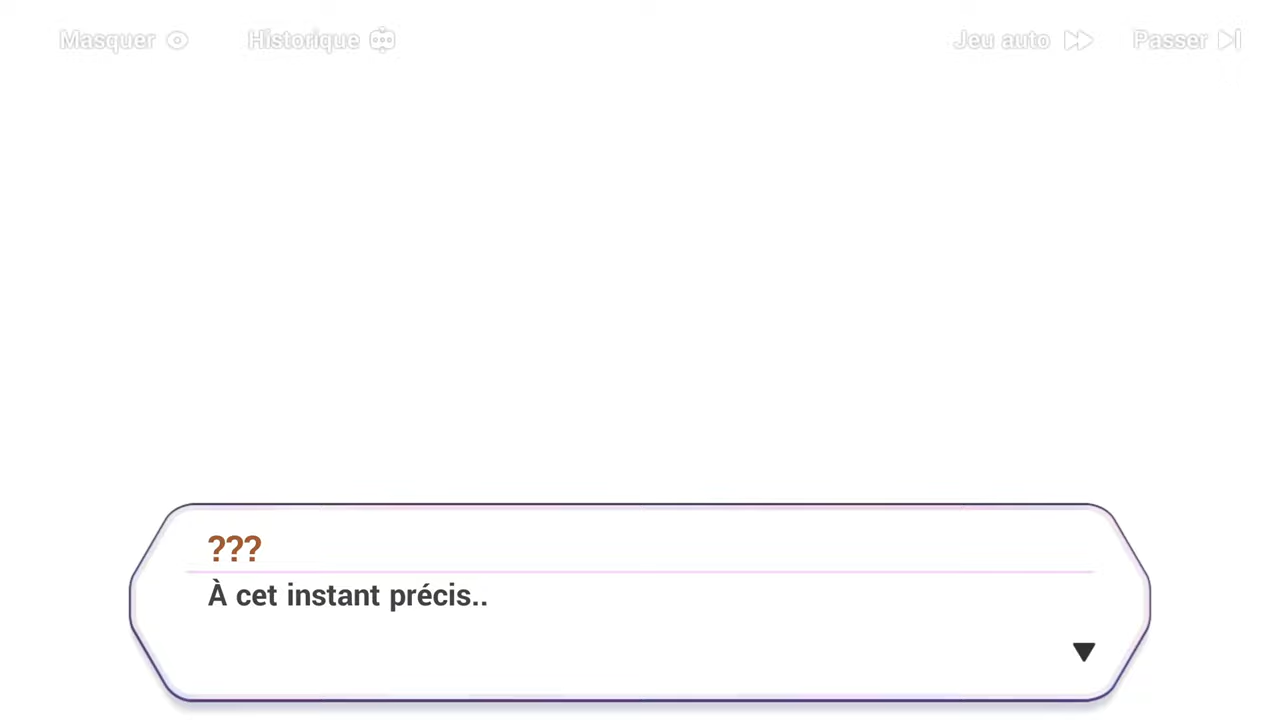 Masquer
Historique
Jeu auto
Passer
???
À cet instant précis..